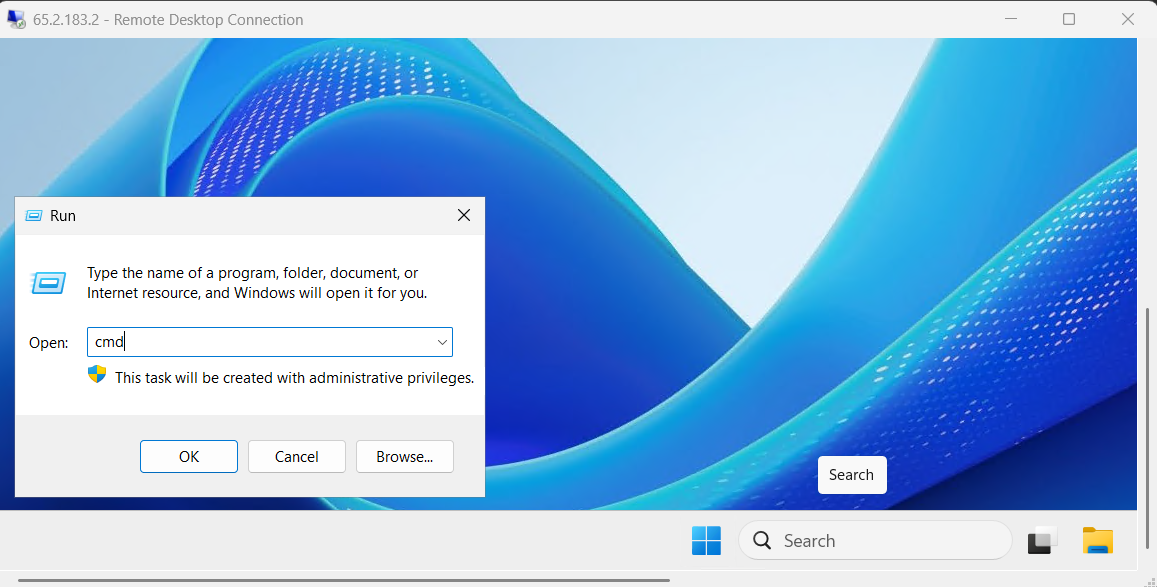 65.2.183.2 - Remote Desktop Connection
Run
Type the name of a program, folder, document, or
Internet resource, and Windows will open it for you.
Open: cmd
This task will be created with administrative privileges.
OK Cancel Browse...
Search
Search